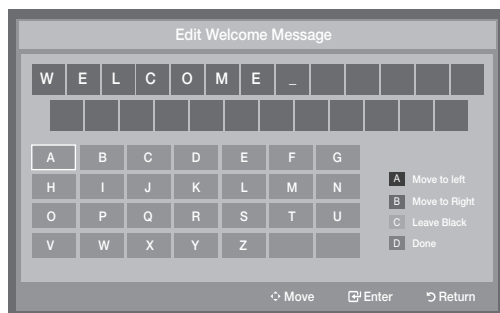 Edit Welcome Message
W E L C O M E _
A B C D E F G
H I J K L M N
O P Q R S T U
V W X Y Z
A Move to left
B Move to Right
C Leave Black
D Done
Move Enter Return